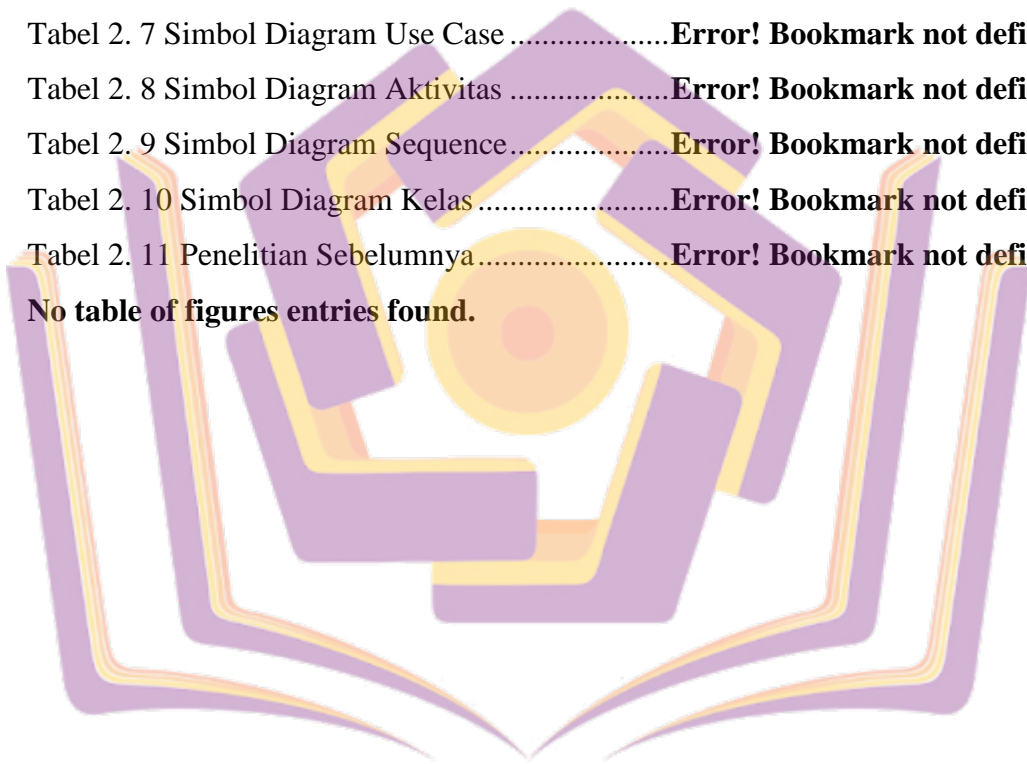 Tabel 2. 7 Simbol Diagram Use Case ................... Error! Bookmark not defi
Tabel 2. 8 Simbol Diagram Aktivitas ................... Error! Bookmark not defi
Tabel 2. 9 Simbol Diagram Sequence ................... Error! Bookmark not defi
Tabel 2. 10 Simbol Diagram Kelas ....................... Error! Bookmark not defi
Tabel 2. 11 Penelitian Sebelumnya ....................... Error! Bookmark not defi
No table of figures entries found.